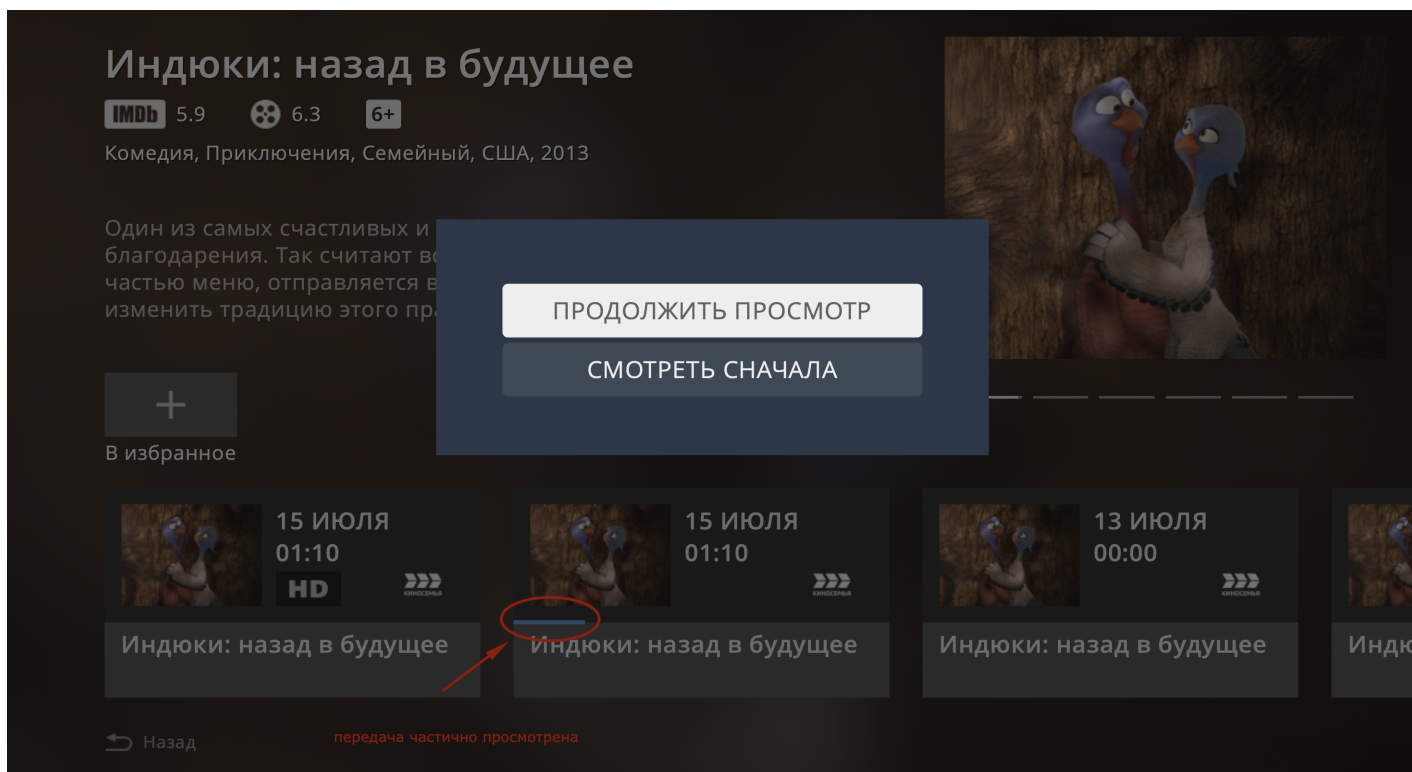 Индюки: назад в будущее
IMDb 5.9 6.3 6+
Комедия, Приключения, Семейный, США, 2013
Один из самых счастливых и
благодарения. Так считают
частью меню, отправляется
изменить традицию этого
ПРОДОЛЖИТЬ ПРОСМОТР
СМОТРЕТЬ СНАЧАЛА
В избранное
15 ИЮЛЯ
01:10
HD
КИНОСЕМЬЯ
Индюки: назад в будущее
15 ИЮЛЯ
01:10
КИНОСЕМЬЯ
Индюки: назад в будущее
13 ИЮЛЯ
00:00
КИНОСЕМЬЯ
Индюки: назад в будущее
Назад
передача частично просмотрена